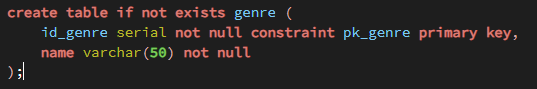 create table if not exists genre (
    id_genre serial not null constraint pk_genre primary key,
    name varchar(50) not null
);